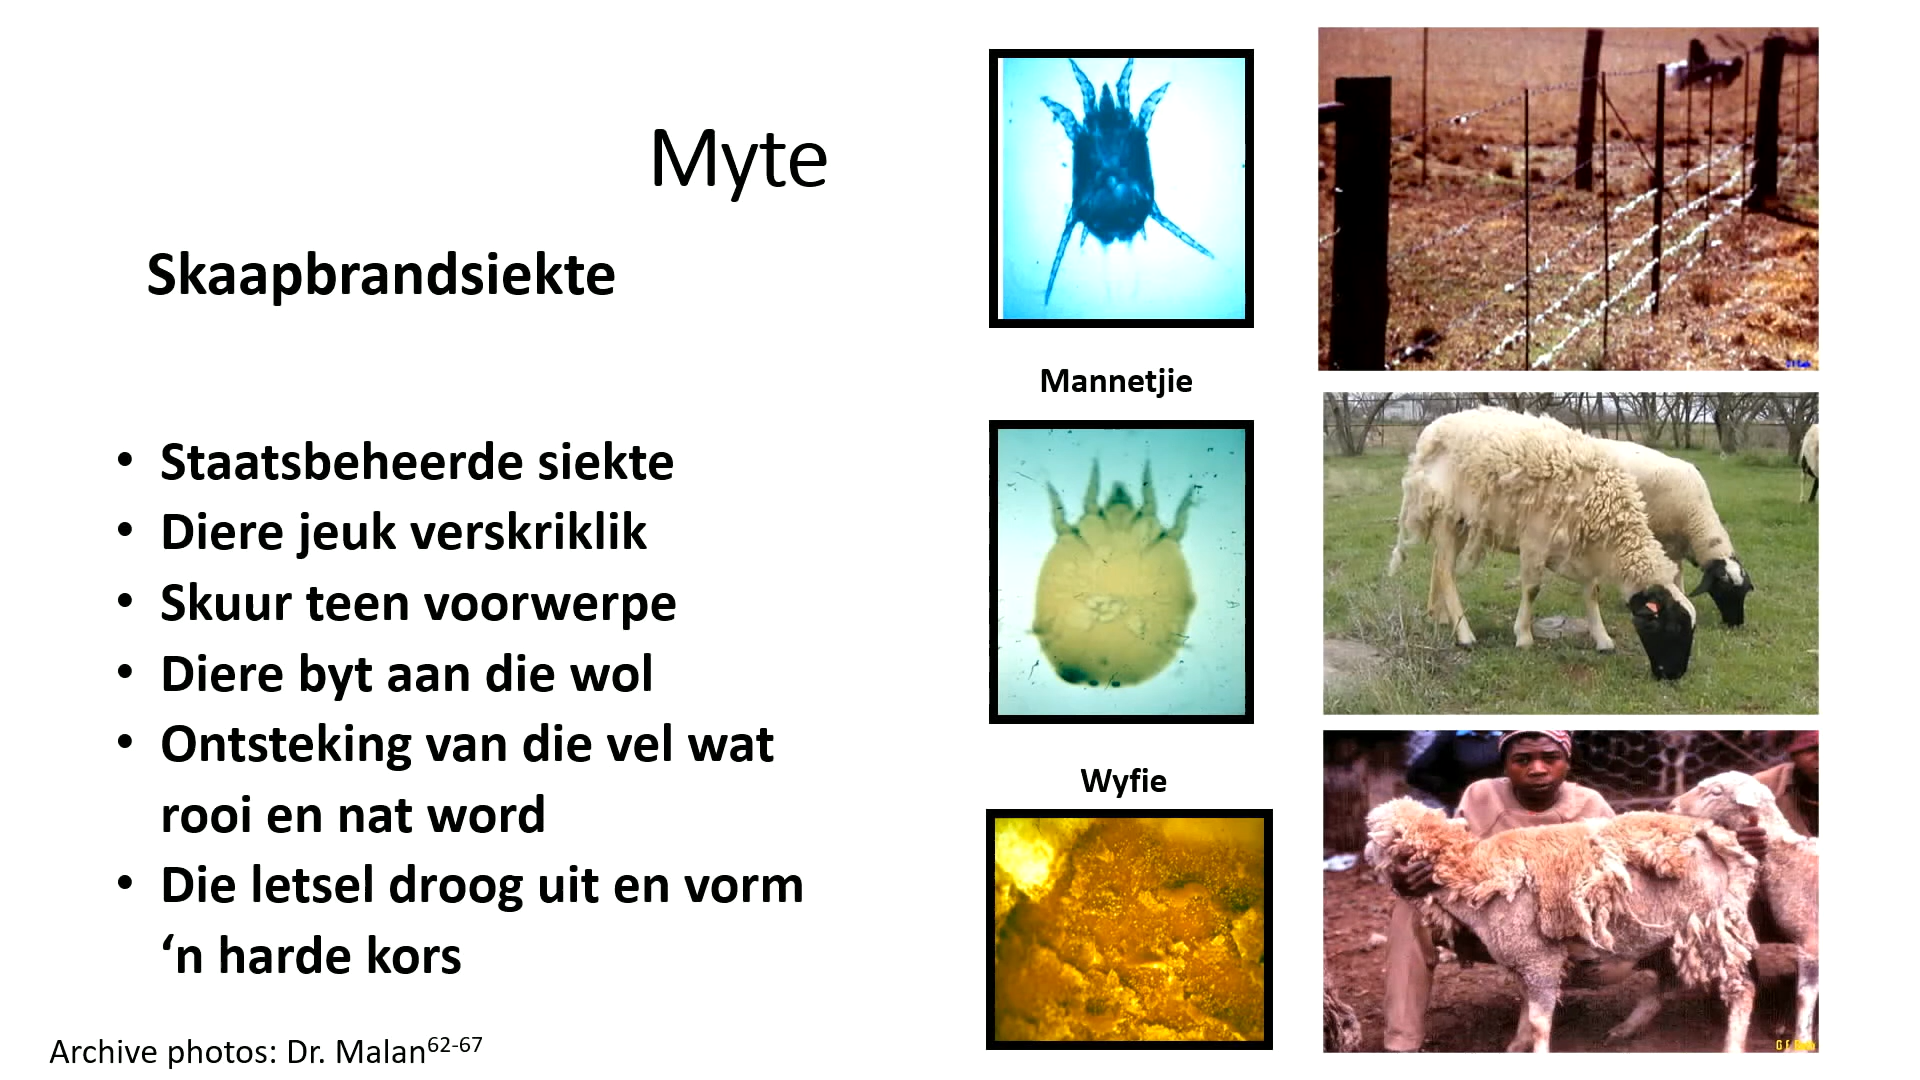 Myte
Skaapbrandsiekte
• Staatsbeheerde siekte
• Diere jeuk verskriklik
• Skuur teen voorwerpe
• Diere byt aan die wol
• Ontsteking van die vel wat
rooi en nat word
• Die letsel droog uit en vorm
‘n harde kors
Archive photos: Dr. Malan62-67
Mannetjie
Wyfie